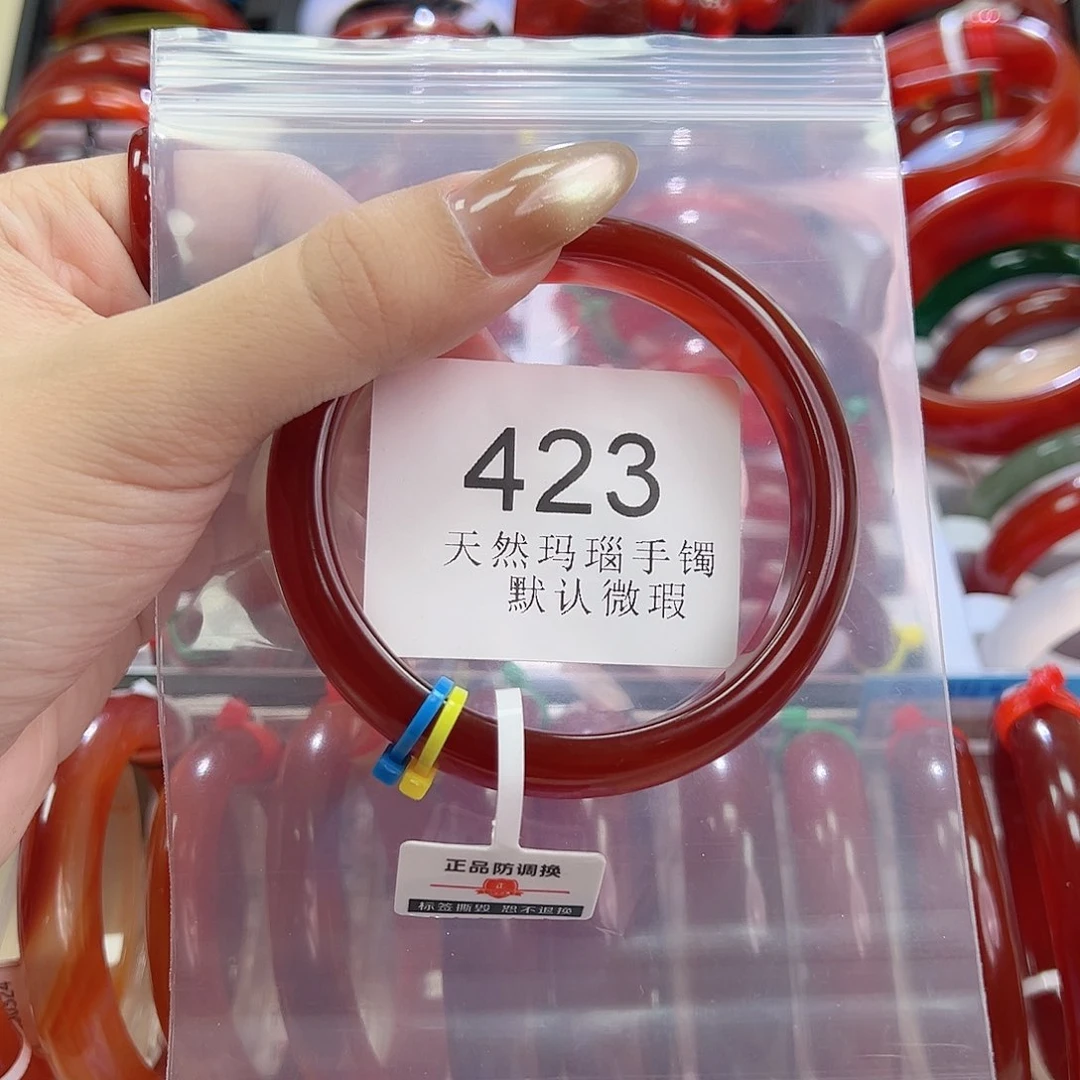 423
天然玛瑙手镯
默认微瑕
正品防调换
标签撕毁 恕不退换